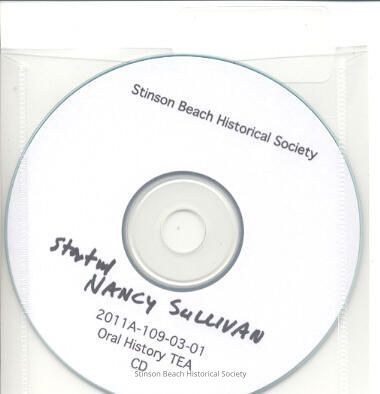 Stinson Beach Historical Society
NANCY SULLIVAN
2011A-109-03-01
Oral History TEA
CD
Stinson Beach Historical Society